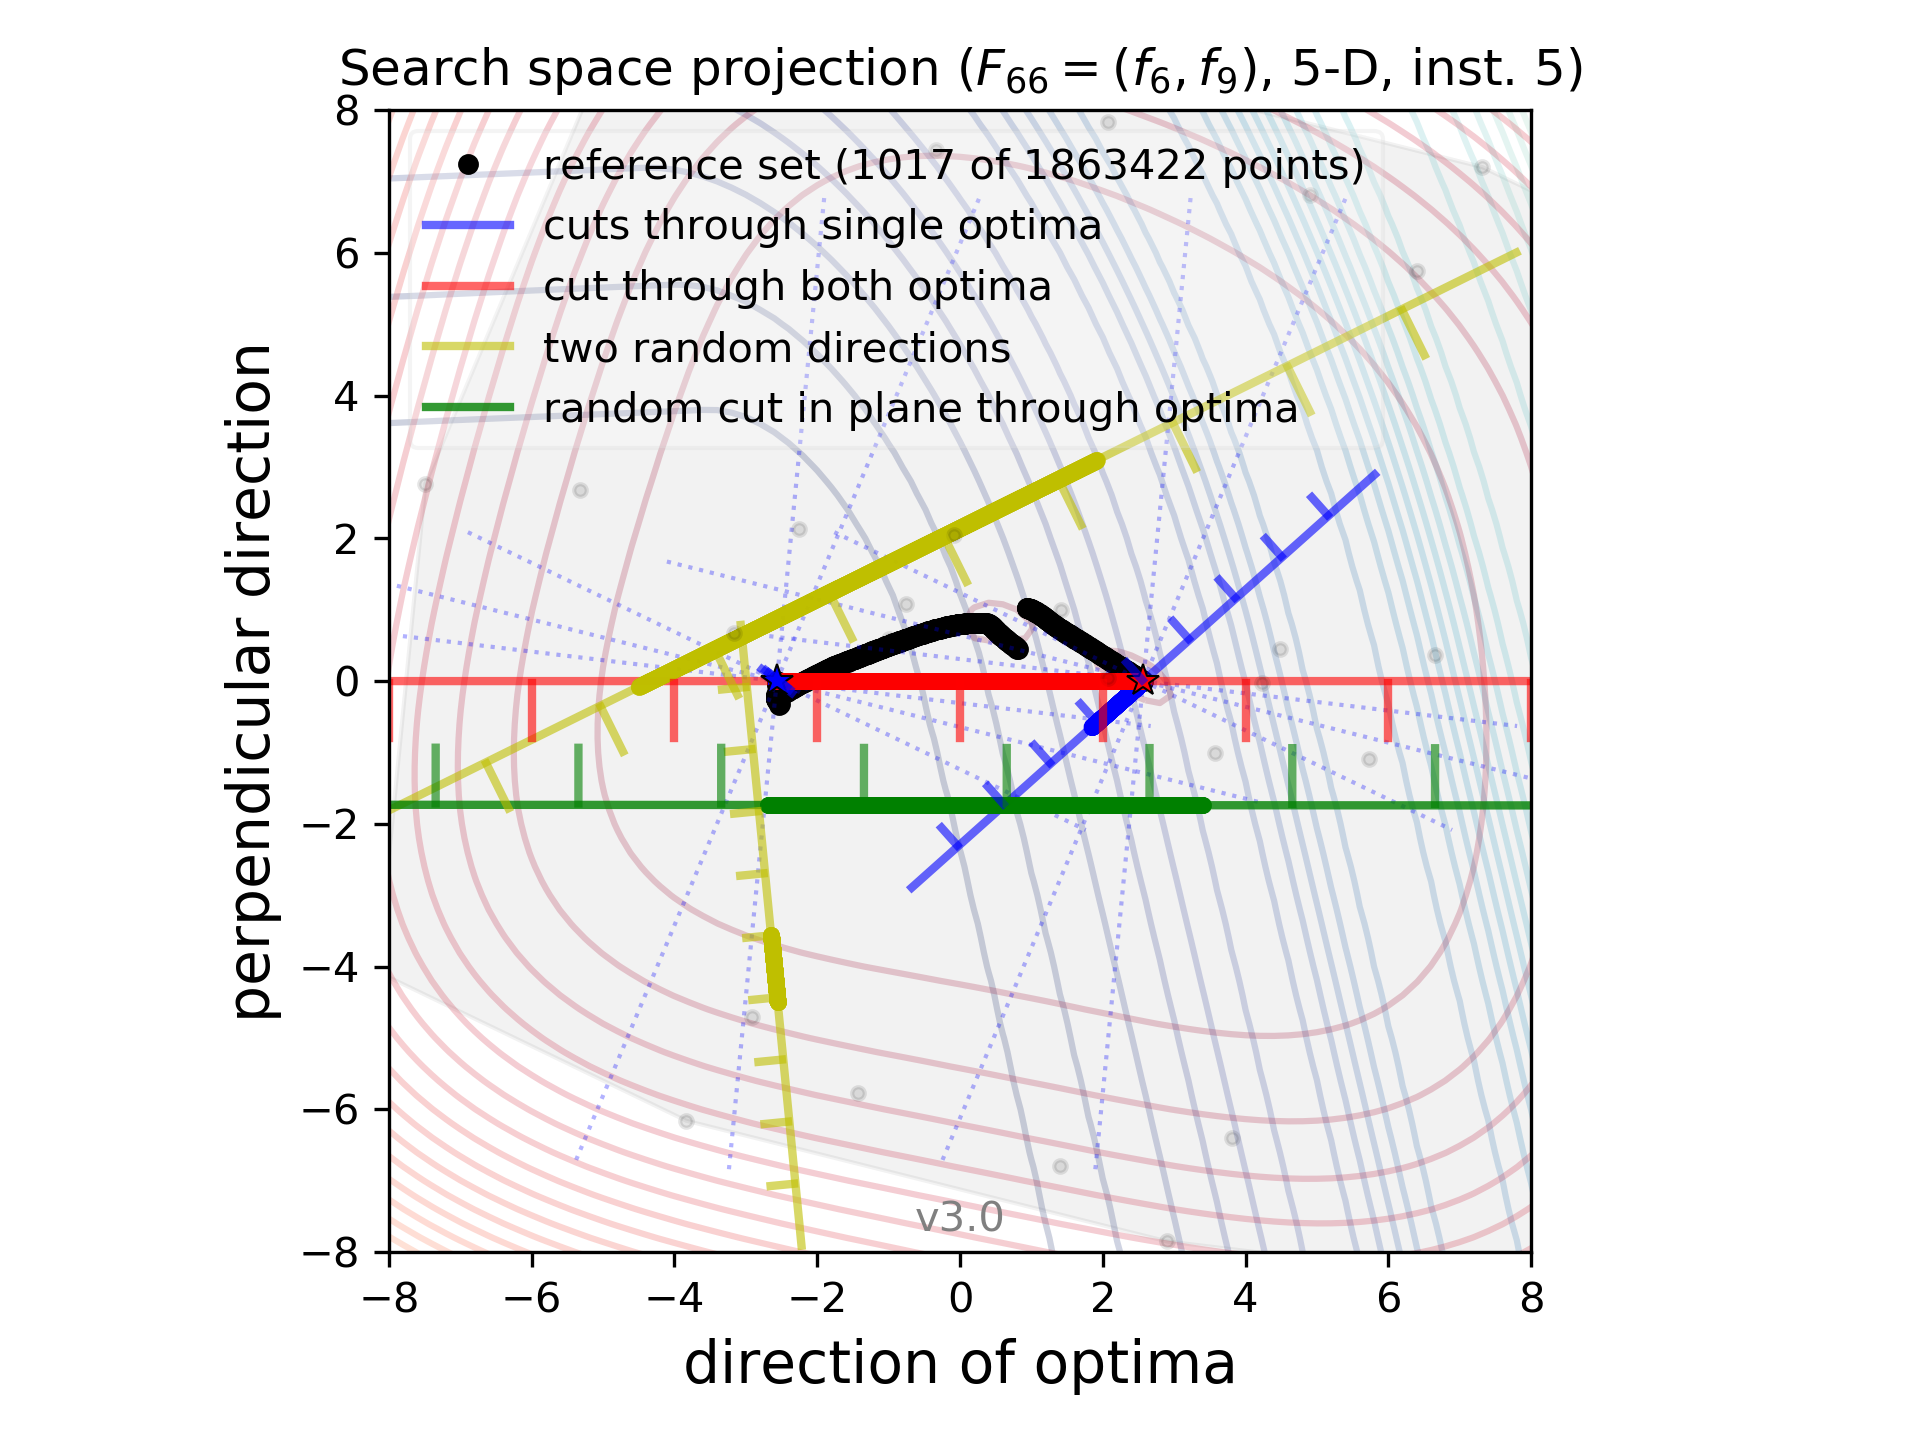 Search space projection (F66 = (f6, f9), 5-D, inst. 5)
reference set (1017 of 1863422 points)
cuts through single optima
cut through both optima
two random directions
random cut in plane through optima
perpendicular direction
8
6
4
2
0
−2
−4
−6
−8
v3.0
−8 −6 −4 −2 0 2 4 6 8
direction of optima